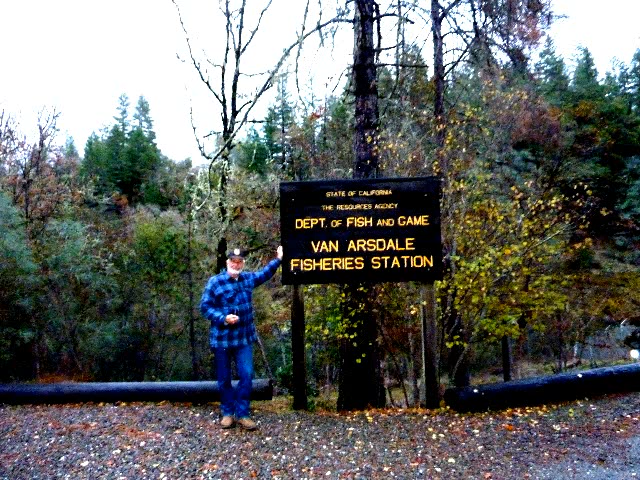 STATE OF CALIFORNIA
THE RESOURCES AGENCY
DEPT. OF FISH AND GAME
VAN ARSDALE
FISHERIES STATION